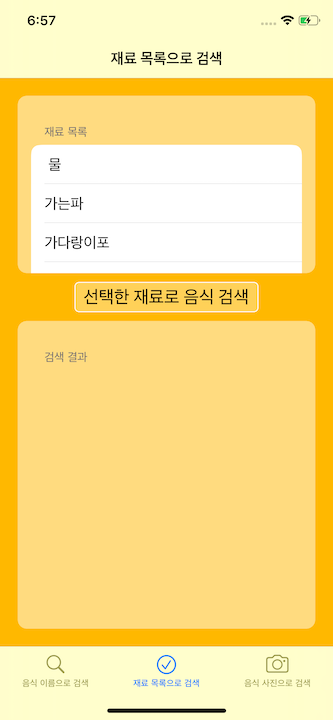 6:57
재료 목록으로 검색
재료 목록
물
가는파
가다랑이포
선택한 재료로 음식 검색
검색 결과
음식 이름으로 검색
재료 목록으로 검색
음식 사진으로 검색